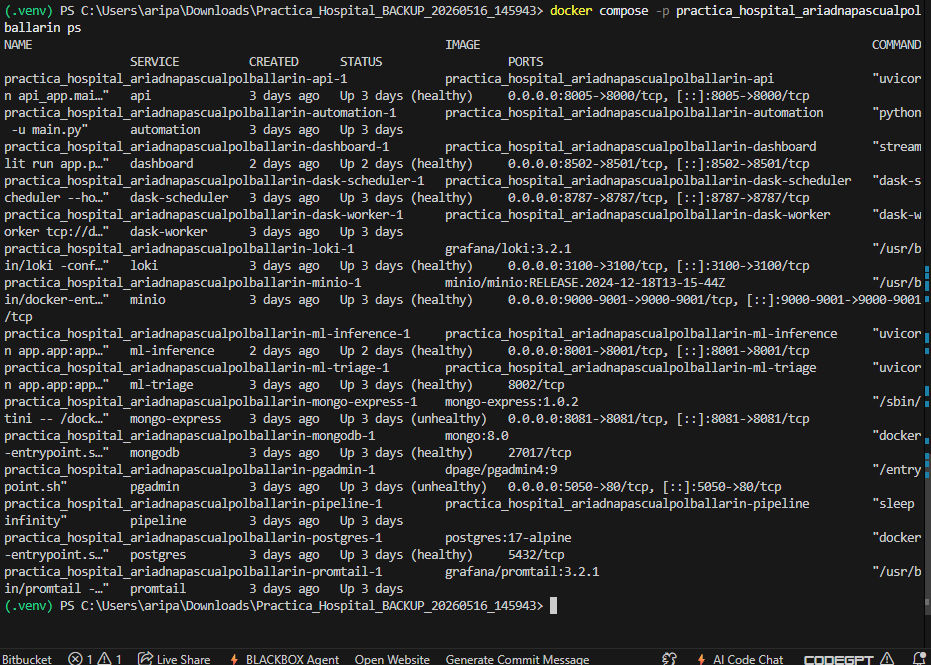 (.venv) PS C:\Users\aripa\Downloads\Practica_Hospital_BACKUP_20260516_145943> docker compose -p practica_hospital_ariadnapascualpol
ballarin ps
NAME IMAGE COMMAND
SERVICE CREATED STATUS PORTS
practica_hospital_ariadnapascualpolballarin-api-1 practica_hospital_ariadnapascualpolballarin-api "uvicor
n api_app.mai…" api 3 days ago Up 3 days (healthy) 0.0.0.0:8005->8000/tcp, [::]:8005->8000/tcp
practica_hospital_ariadnapascualpolballarin-automation-1 practica_hospital_ariadnapascualpolballarin-automation "python
-u main.py" automation 3 days ago Up 3 days
practica_hospital_ariadnapascualpolballarin-dashboard-1 practica_hospital_ariadnapascualpolballarin-dashboard "stream
lit run app.p…" dashboard 2 days ago Up 2 days (healthy) 0.0.0.0:8502->8501/tcp, [::]:8502->8501/tcp
practica_hospital_ariadnapascualpolballarin-dask-scheduler-1 practica_hospital_ariadnapascualpolballarin-dask-scheduler "dask-s
cheduler --ho…" dask-scheduler 3 days ago Up 3 days (healthy) 0.0.0.0:8787->8787/tcp, [::]:8787->8787/tcp
practica_hospital_ariadnapascualpolballarin-dask-worker-1 practica_hospital_ariadnapascualpolballarin-dask-worker "dask-w
orker tcp://d…" dask-worker 3 days ago Up 3 days
practica_hospital_ariadnapascualpolballarin-loki-1 grafana/loki:3.2.1 "/usr/b
in/loki -conf…" loki 3 days ago Up 3 days (healthy) 0.0.0.0:3100->3100/tcp, [::]:3100->3100/tcp
practica_hospital_ariadnapascualpolballarin-minio-1 minio/minio:RELEASE.2024-12-18T13-15-44Z "/usr/b
in/docker-ent…" minio 3 days ago Up 3 days (healthy) 0.0.0.0:9000-9001->9000-9001/tcp, [::]:9000-9001->9000-9001
/tcp
practica_hospital_ariadnapascualpolballarin-ml-inference-1 practica_hospital_ariadnapascualpolballarin-ml-inference "uvicor
n app.app:app…" ml-inference 2 days ago Up 2 days (healthy) 0.0.0.0:8001->8001/tcp, [::]:8001->8001/tcp
practica_hospital_ariadnapascualpolballarin-ml-triage-1 practica_hospital_ariadnapascualpolballarin-ml-triage "uvicor
n app.app:app…" ml-triage 3 days ago Up 3 days (healthy) 8002/tcp
practica_hospital_ariadnapascualpolballarin-mongo-express-1 mongo-express:1.0.2 "/sbin/
tini -- /dock…" mongo-express 3 days ago Up 3 days (unhealthy) 0.0.0.0:8081->8081/tcp, [::]:8081->8081/tcp
practica_hospital_ariadnapascualpolballarin-mongodb-1 mongo:8.0 "docker
-entrypoint.s…" mongodb 3 days ago Up 3 days (healthy) 27017/tcp
practica_hospital_ariadnapascualpolballarin-pgadmin-1 dpage/pgadmin4:9 "/entry
point.sh" pgadmin 3 days ago Up 3 days (unhealthy) 0.0.0.0:5050->80/tcp, [::]:5050->80/tcp
practica_hospital_ariadnapascualpolballarin-pipeline-1 practica_hospital_ariadnapascualpolballarin-pipeline "sleep
infinity" pipeline 3 days ago Up 3 days
practica_hospital_ariadnapascualpolballarin-postgres-1 postgres:17-alpine "docker
-entrypoint.s…" postgres 3 days ago Up 3 days (healthy) 5432/tcp
practica_hospital_ariadnapascualpolballarin-promtail-1 grafana/promtail:3.2.1 "/usr/b
in/promtail -…" promtail 3 days ago Up 3 days
(.venv) PS C:\Users\aripa\Downloads\Practica_Hospital_BACKUP_20260516_145943>
Bitbucket 1 1 Live Share BLACKBOX Agent Open Website Generate Commit Message AI Code Chat CODEGPT